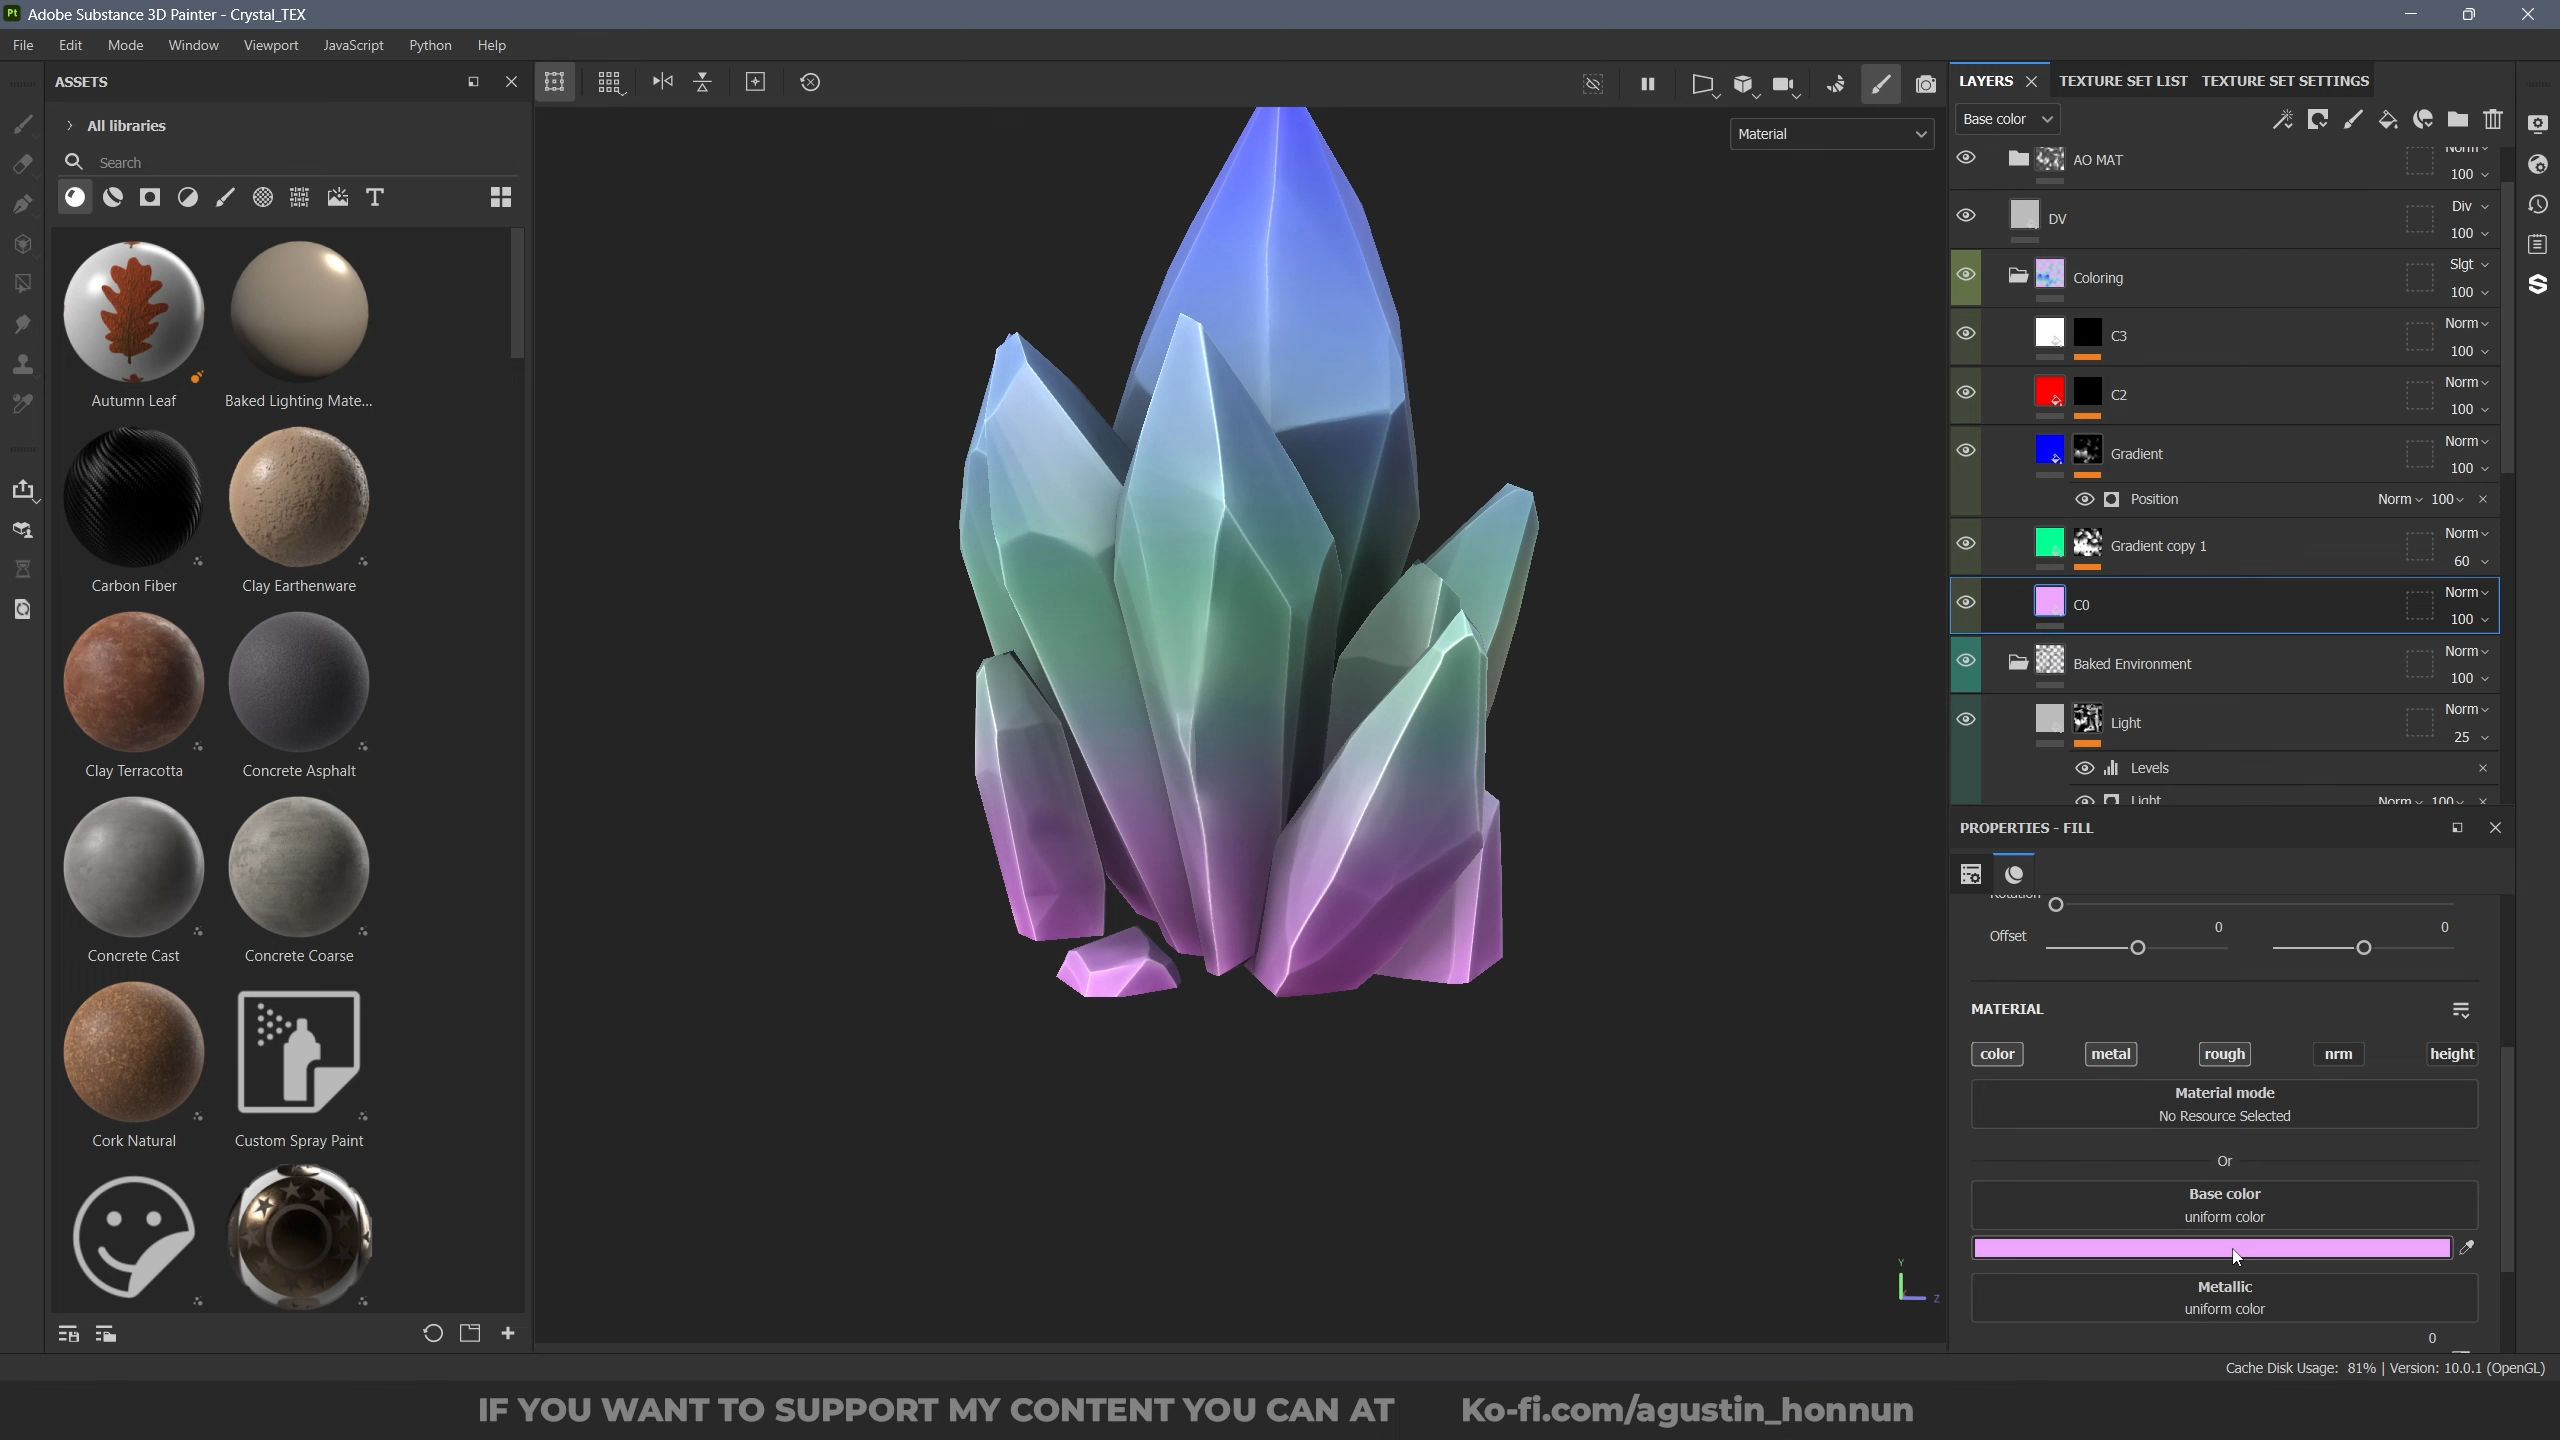 Pt Adobe Substance 3D Painter - Crystal_TEX
File Edit Mode Window Viewport JavaScript Python Help
ASSETS
All libraries
Search
Autumn Leaf
Baked Lighting Mate...
Carbon Fiber
Clay Earthenware
Clay Terracotta
Concrete Asphalt
Concrete Cast
Concrete Coarse
Cork Natural
Custom Spray Paint
Material
Y
Z
LAYERS TEXTURE SET LIST TEXTURE SET SETTINGS
Base color
AO MAT
Norm
100
DV
Div
100
Coloring
Slgt
100
C3
Norm
100
C2
Norm
100
Gradient
Norm
100
Position Norm 100
Gradient copy 1
Norm
60
C0
Norm
100
Baked Environment
Norm
100
Light
Norm
25
Levels
Light Norm 100
PROPERTIES - FILL
Rotation
Offset 0 0
MATERIAL
color metal rough nrm height
Material mode
No Resource Selected
Or
Base color
uniform color
Metallic
uniform color
0
Cache Disk Usage: 81% | Version: 10.0.1 (OpenGL)
IF YOU WANT TO SUPPORT MY CONTENT YOU CAN AT Ko-fi.com/agustin_honnun